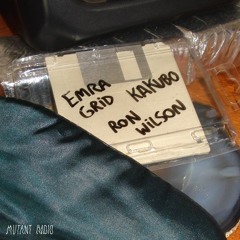 EMRA KAKUBO
GRID RON
WILSON
MUTANT RADIO